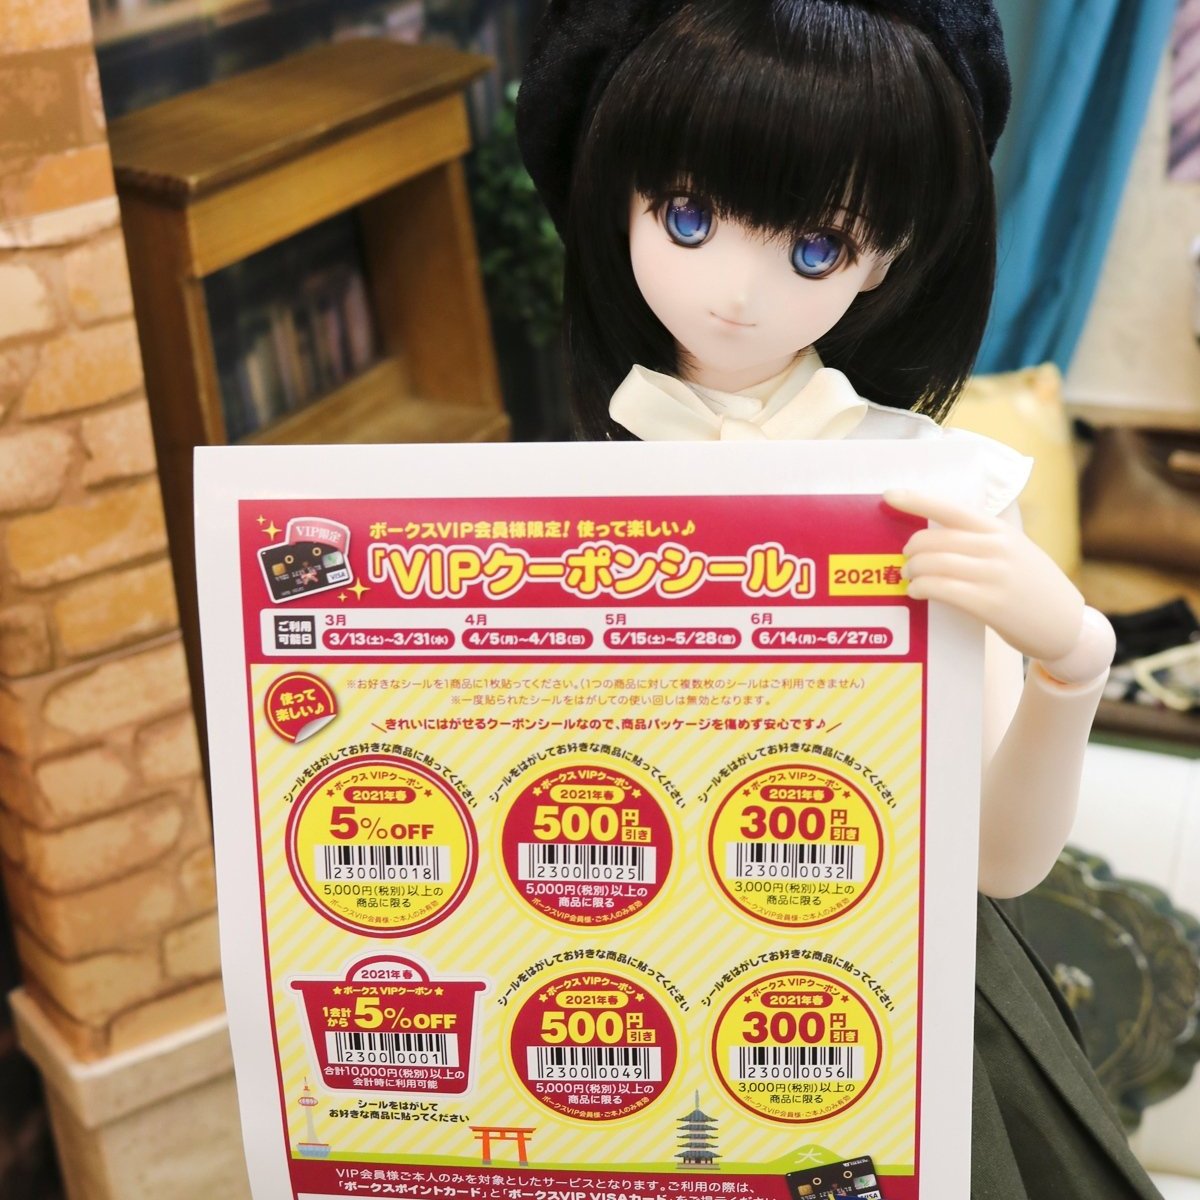 VIP限定
VISA
ボークスVIP会員様限定! 使って楽しい♪
「VIPクーポンシール」
2021春
ご利用
可能日
3月
3/13(土)~3/31(水)
4月
4/5(月)~4/18(日)
5月
5/15(土)~5/28(金)
6月
6/14(月)~6/27(日)
使って
楽しい♪
※お好きなシールを1商品に1枚貼ってください。(1つの商品に対して複数枚のシールはご利用できません)
※一度貼られたシールをはがしての使い回しは無効となります。
きれいにはがせるクーポンシールなので、商品パッケージを傷めず安心です♪
シールをはがしてお好きな商品に貼ってください
★ボークスVIPクーポン★
2021年春
5%OFF
2300 0018
5,000円(税別)以上の
商品に限る
ボークスVIP会員様・ご本人のみ有効
シールをはがしてお好きな商品に貼ってください
★ボークスVIPクーポン★
2021年春
500円引き
2300 0025
5,000円(税別)以上の
商品に限る
ボークスVIP会員様・ご本人のみ有効
シールをはがしてお好きな商品に貼ってください
★ボークスVIPクーポン★
2021年春
300円引き
2300 0032
3,000円(税別)以上の
商品に限る
ボークスVIP会員様・ご本人のみ有効
2021年春
★ボークスVIPクーポン★
1会計から 5%OFF
2300 0001
合計10,000円(税別)以上の
会計時に利用可能
シールをはがして
お好きな商品に貼ってください
シールをはがしてお好きな商品に貼ってください
★ボークスVIPクーポン★
2021年春
500円引き
2300 0049
5,000円(税別)以上の
商品に限る
ボークスVIP会員様・ご本人のみ有効
シールをはがしてお好きな商品に貼ってください
★ボークスVIPクーポン★
2021年春
300円引き
2300 0056
3,000円(税別)以上の
商品に限る
ボークスVIP会員様・ご本人のみ有効
大
VIP会員様ご本人のみを対象としたサービスとなります。ご利用の際は、
「ボークスポイントカード」と「ボークスVIP VISAカード」をご提示ください
VISA